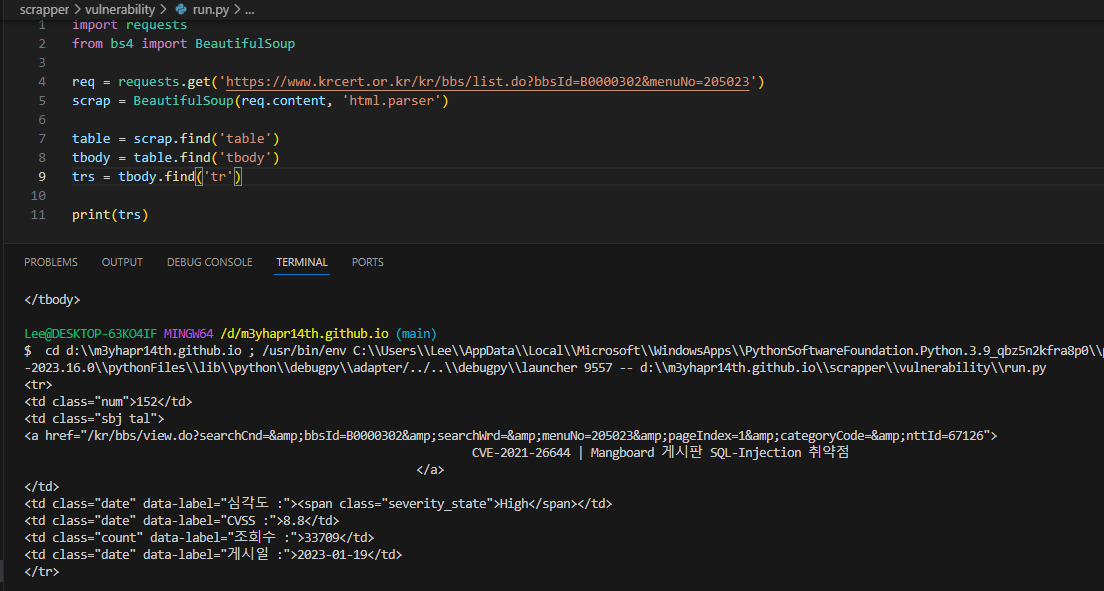 scrapper > vulnerability > run.py > ...
1 import requests
2 from bs4 import BeautifulSoup
3
4 req = requests.get('https://www.krcert.or.kr/kr/bbs/list.do?bbsId=B0000302&menuNo=205023')
5 scrap = BeautifulSoup(req.content, 'html.parser')
6
7 table = scrap.find('table')
8 tbody = table.find('tbody')
9 trs = tbody.find('tr')
10
11 print(trs)
PROBLEMS OUTPUT DEBUG CONSOLE TERMINAL PORTS
</tbody>
Lee@DESKTOP-63KO4IF MINGW64 /d/m3yhapr14th.github.io (main)
$ cd d:\\m3yhapr14th.github.io ; /usr/bin/env C:\\Users\\Lee\\AppData\\Local\\Microsoft\\WindowsApps\\PythonSoftwareFoundation.Python.3.9_qbz5n2kfra8p0\\p
-2023.16.0\\pythonFiles\\lib\\python\\debugpy\\adapter/../..\\debugpy\\launcher 9557 -- d:\\m3yhapr14th.github.io\\scrapper\\vulnerability\\run.py
<tr>
<td class="num">152</td>
<td class="sbj tal">
<a href="/kr/bbs/view.do?searchCnd=&amp;bbsId=B0000302&amp;searchWrd=&amp;menuNo=205023&amp;pageIndex=1&amp;categoryCode=&amp;nttId=67126">
CVE-2021-26644 | Mangboard 게시판 SQL-Injection 취약점
</a>
</td>
<td class="date" data-label="심각도 :"><span class="severity_state">High</span></td>
<td class="date" data-label="CVSS :">8.8</td>
<td class="count" data-label="조회수 :">33709</td>
<td class="date" data-label="게시일 :">2023-01-19</td>
</tr>